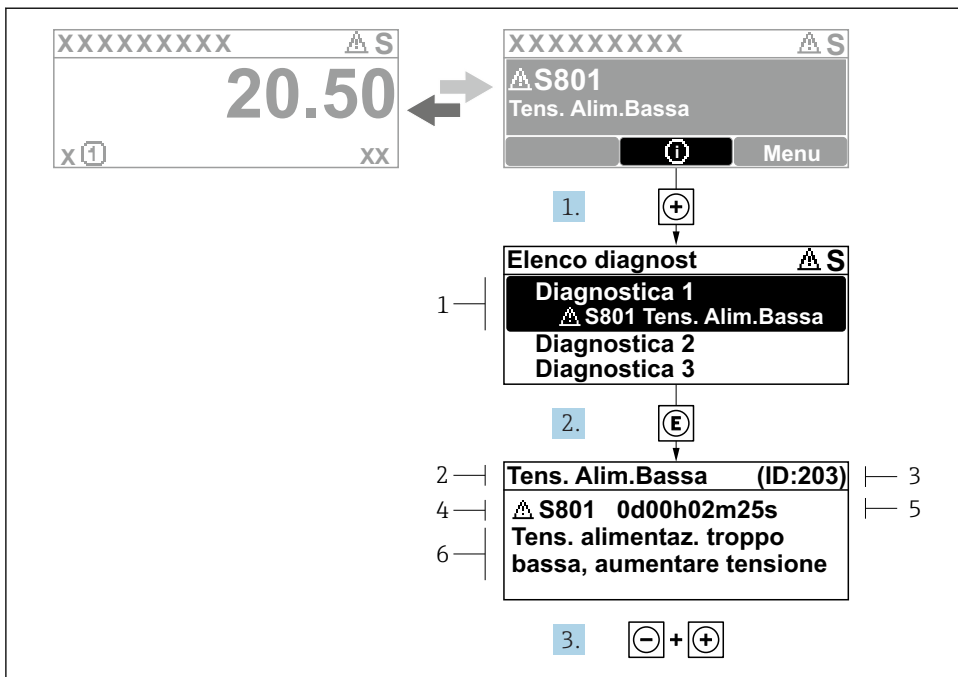 XXXXXXXXX S
20.50
x 1 xx
XXXXXXXXX S
S801
Tens. Alim.Bassa
i Menu
1. +
Elenco diagnost S
1
Diagnostica 1
S801 Tens. Alim.Bassa
Diagnostica 2
Diagnostica 3
2. E
2 Tens. Alim.Bassa (ID:203) 3
4 S801 0d00h02m25s 5
6
Tens. alimentaz. troppo
bassa, aumentare tensione
3. - + +